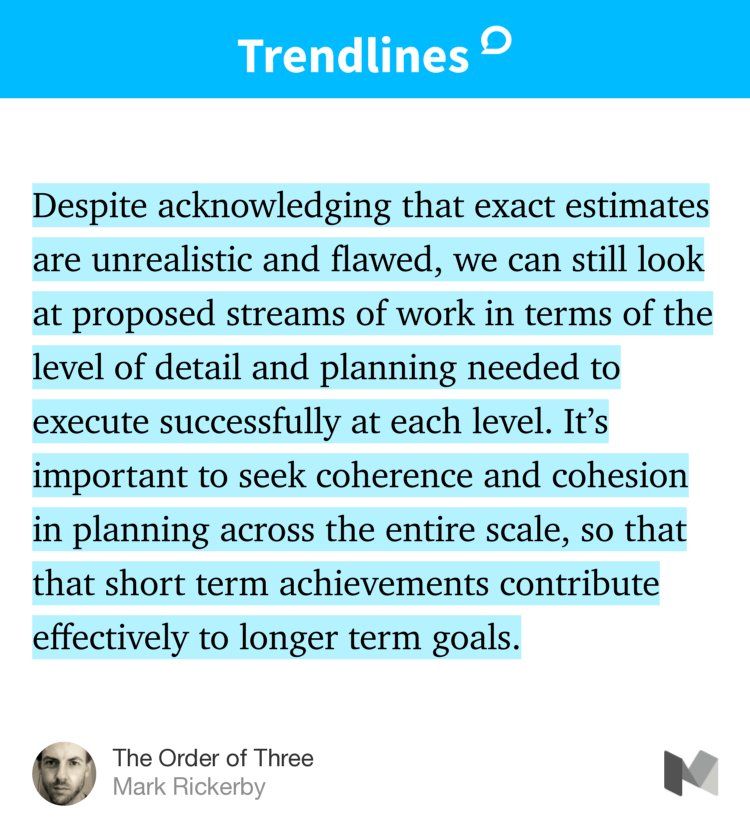 Trendlines
Despite acknowledging that exact estimates
are unrealistic and flawed, we can still look
at proposed streams of work in terms of the
level of detail and planning needed to
execute successfully at each level. It’s
important to seek coherence and cohesion
in planning across the entire scale, so that
that short term achievements contribute
effectively to longer term goals.
The Order of Three
Mark Rickerby